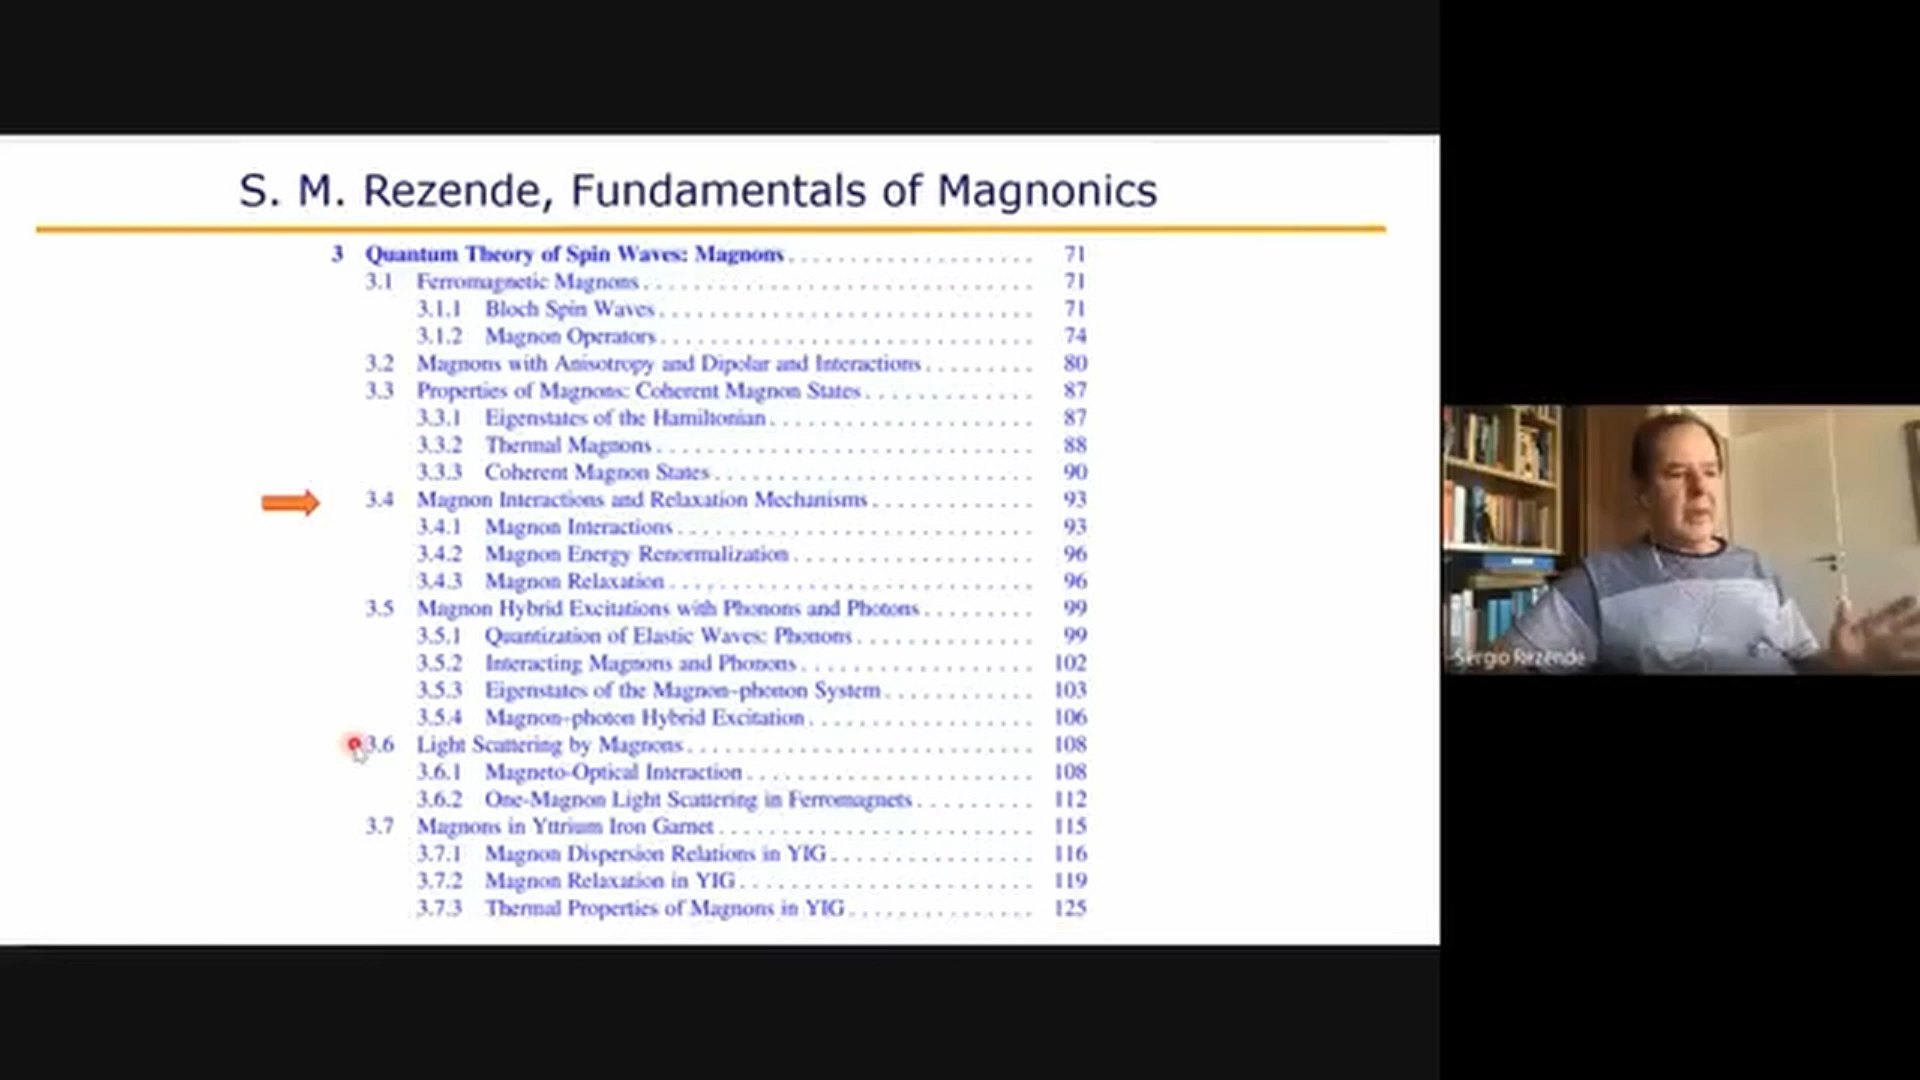 S. M. Rezende, Fundamentals of Magnonics
3 Quantum Theory of Spin Waves: Magnons 71
3.1 Ferromagnetic Magnons 71
3.1.1 Bloch Spin Waves 71
3.1.2 Magnon Operators 74
3.2 Magnons with Anisotropy and Dipolar and Interactions 80
3.3 Properties of Magnons: Coherent Magnon States 87
3.3.1 Eigenstates of the Hamiltonian 87
3.3.2 Thermal Magnons 88
3.3.3 Coherent Magnon States 90
3.4 Magnon Interactions and Relaxation Mechanisms 93
3.4.1 Magnon Interactions 93
3.4.2 Magnon Energy Renormalization 96
3.4.3 Magnon Relaxation 96
3.5 Magnon Hybrid Excitations with Phonons and Photons 99
3.5.1 Quantization of Elastic Waves: Phonons 99
3.5.2 Interacting Magnons and Phonons 102
3.5.3 Eigenstates of the Magnon–phonon System 103
3.5.4 Magnon–photon Hybrid Excitation 106
3.6 Light Scattering by Magnons 108
3.6.1 Magneto-Optical Interaction 108
3.6.2 One-Magnon Light Scattering in Ferromagnets 112
3.7 Magnons in Yttrium Iron Garnet 115
3.7.1 Magnon Dispersion Relations in YIG 116
3.7.2 Magnon Relaxation in YIG 119
3.7.3 Thermal Properties of Magnons in YIG 125
Sergio Rezende